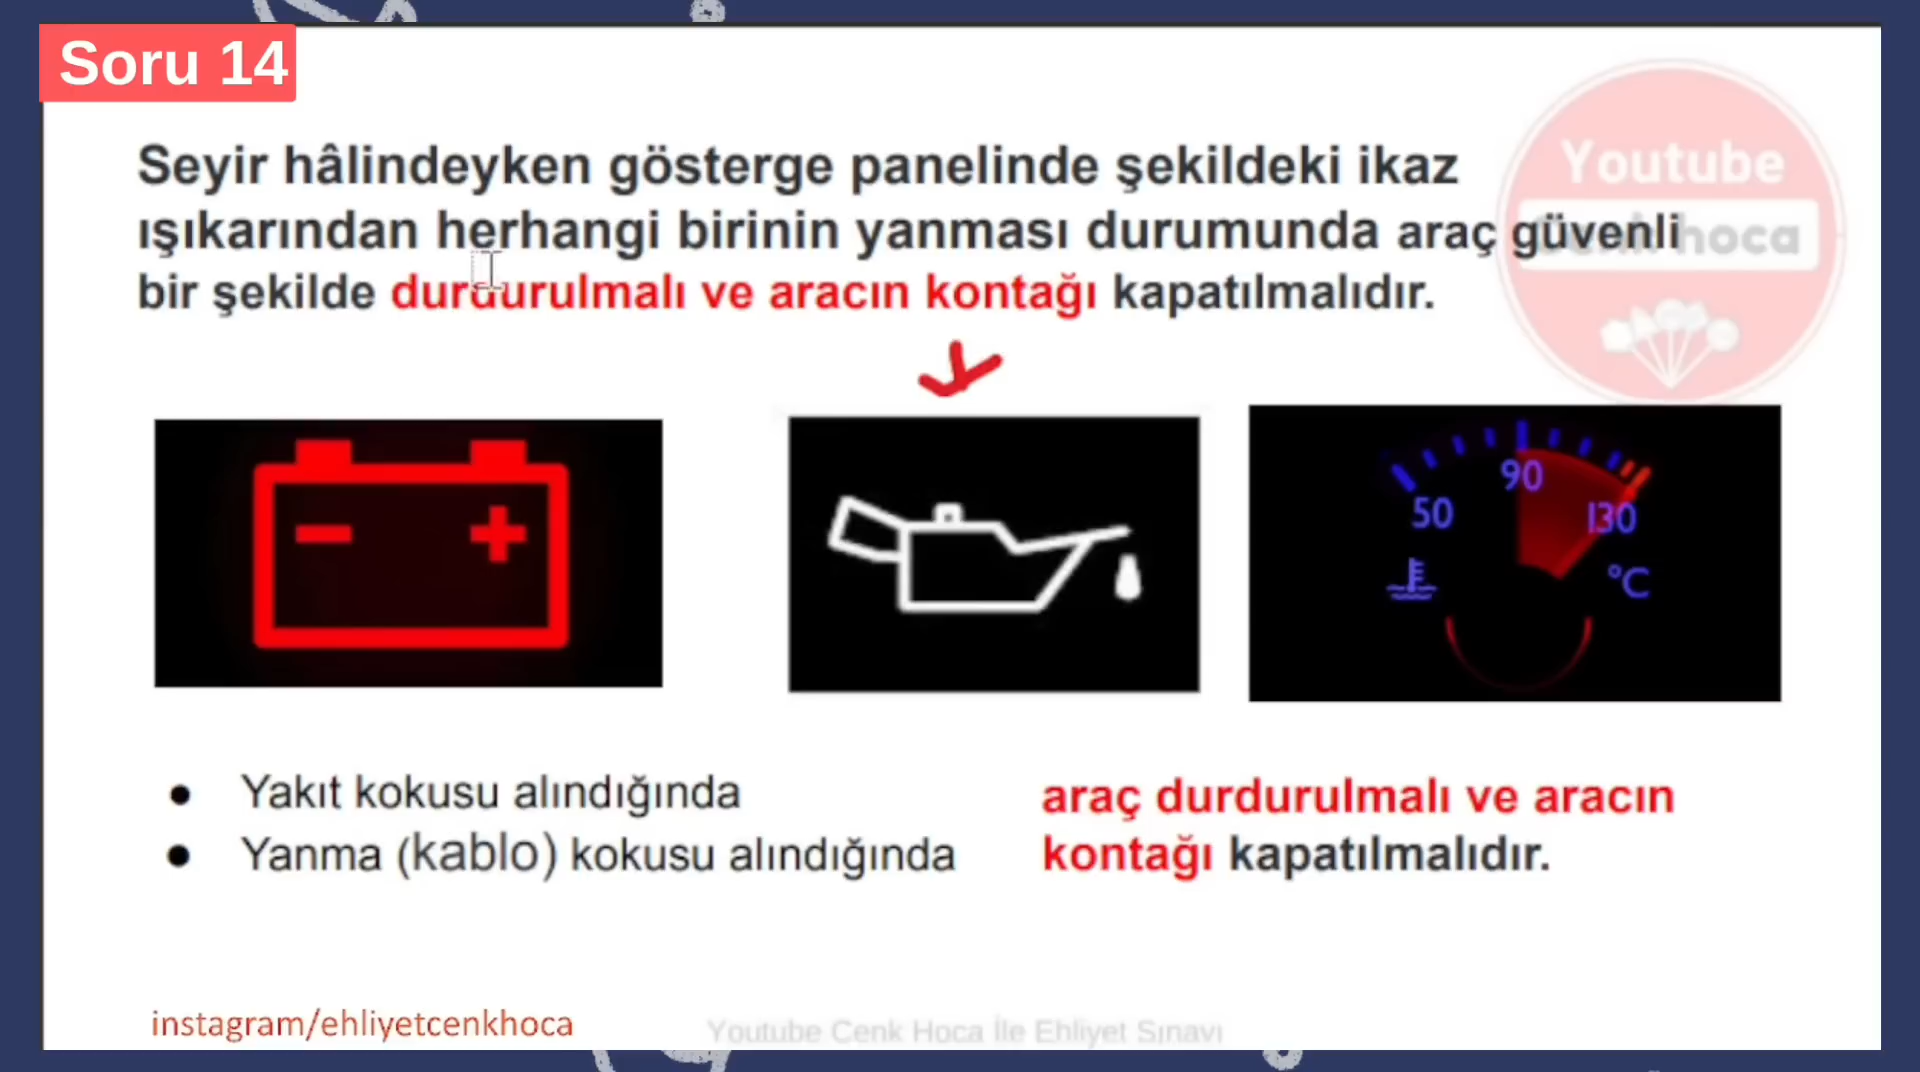 Soru 14
Youtube
Cenk hoca
Seyir hâlindeyken gösterge panelinde şekildeki ikaz
ışıkarından herhangi birinin yanması durumunda araç güvenli
bir şekilde durdurulmalı ve aracın kontağı kapatılmalıdır.
50
90
130
°C
● Yakıt kokusu alındığında
● Yanma (kablo) kokusu alındığında
araç durdurulmalı ve aracın
kontağı kapatılmalıdır.
instagram/ehliyetcenkhoca
Youtube Cenk Hoca İle Ehliyet Sınavı